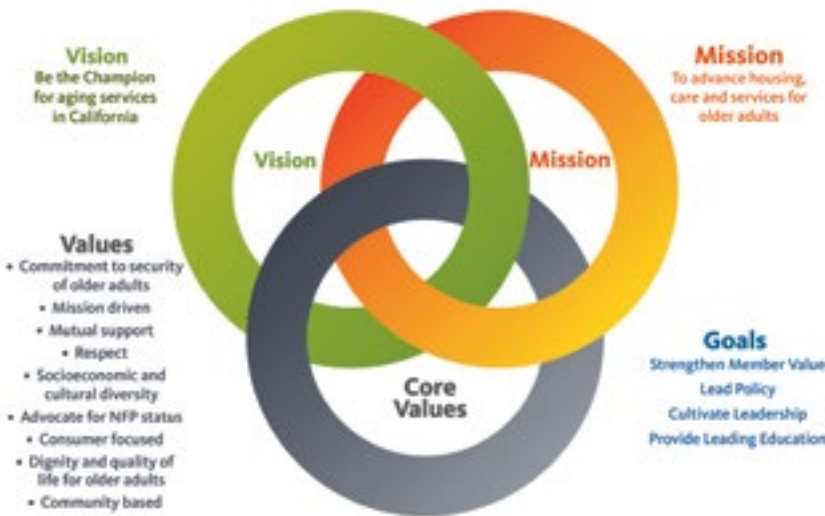 Vision
Be the Champion
for aging services
in California
Mission
To advance housing,
care and services for
older adults
Vision
Mission
Values
• Commitment to security
of older adults
• Mission driven
• Mutual support
• Respect
• Socioeconomic and
cultural diversity
• Advocate for NFP status
• Consumer focused
• Dignity and quality of
life for older adults
• Community based
Core
Values
Goals
Strengthen Member Value
Lead Policy
Cultivate Leadership
Provide Leading Education